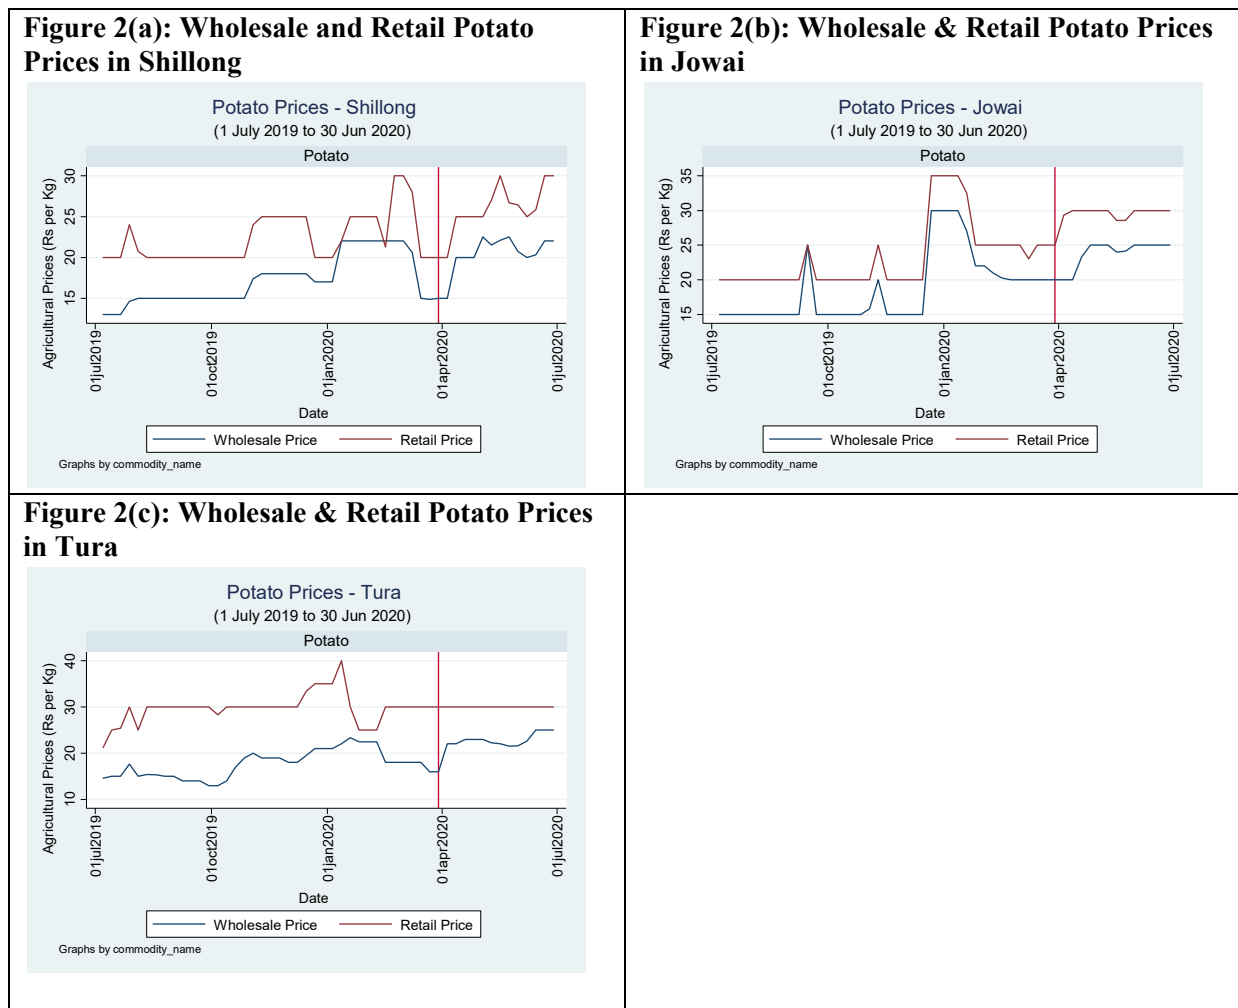 Figure 2(a): Wholesale and Retail Potato
Prices in Shillong
Potato Prices - Shillong
(1 July 2019 to 30 Jun 2020)
Potato
Agricultural Prices (Rs per Kg)
30
25
20
15
01jul2019
01oct2019
01jan2020
01apr2020
01jul2020
Date
Wholesale Price
Retail Price
Graphs by commodity_name
Figure 2(b): Wholesale & Retail Potato Prices
in Jowai
Potato Prices - Jowai
(1 July 2019 to 30 Jun 2020)
Potato
Agricultural Prices (Rs per Kg)
35
30
25
20
15
01jul2019
01oct2019
01jan2020
01apr2020
01jul2020
Date
Wholesale Price
Retail Price
Graphs by commodity_name
Figure 2(c): Wholesale & Retail Potato Prices
in Tura
Potato Prices - Tura
(1 July 2019 to 30 Jun 2020)
Potato
Agricultural Prices (Rs per Kg)
40
30
20
10
01jul2019
01oct2019
01jan2020
01apr2020
01jul2020
Date
Wholesale Price
Retail Price
Graphs by commodity_name